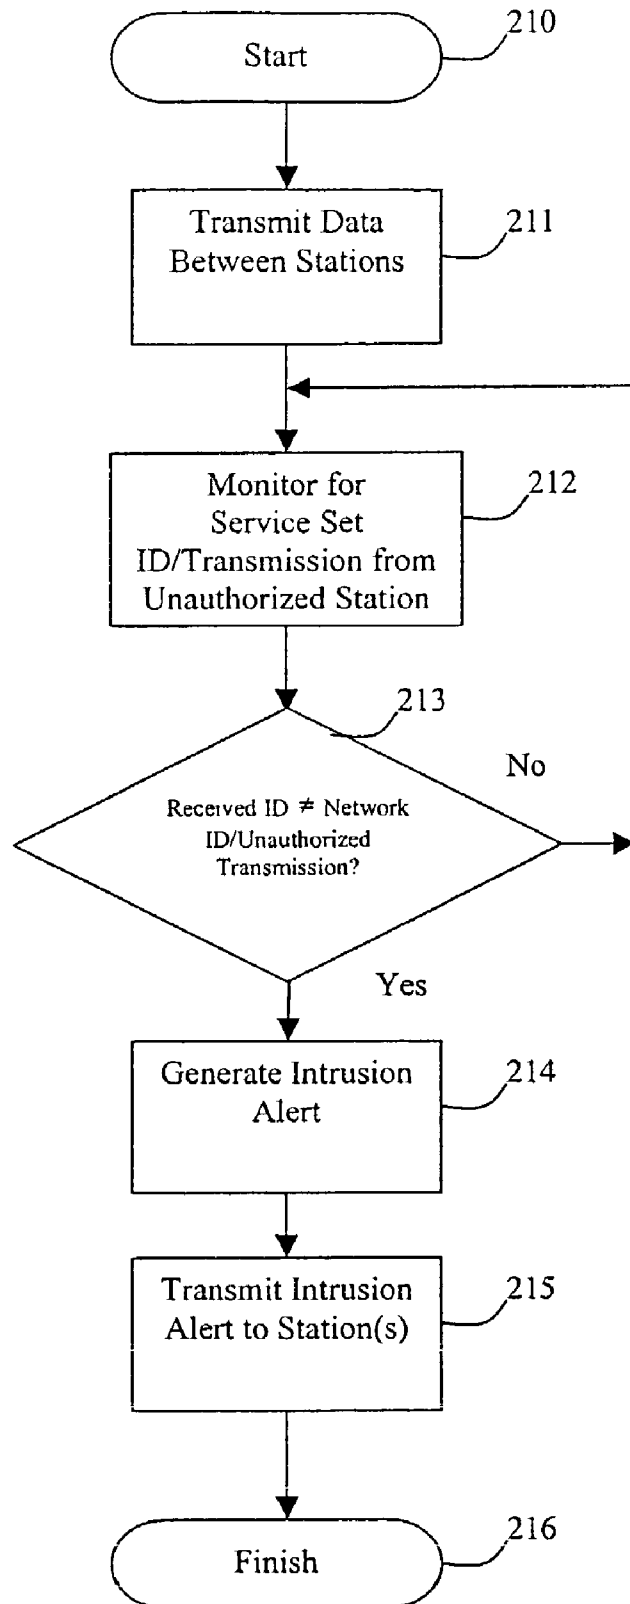 210
Start
Transmit Data
Between Stations
211
Monitor for
Service Set
ID/Transmission from
Unauthorized Station
212
213
No
Received ID ≠ Network
ID/Unauthorized
Transmission?
Yes
Generate Intrusion
Alert
214
Transmit Intrusion
Alert to Station(s)
215
Finish
216